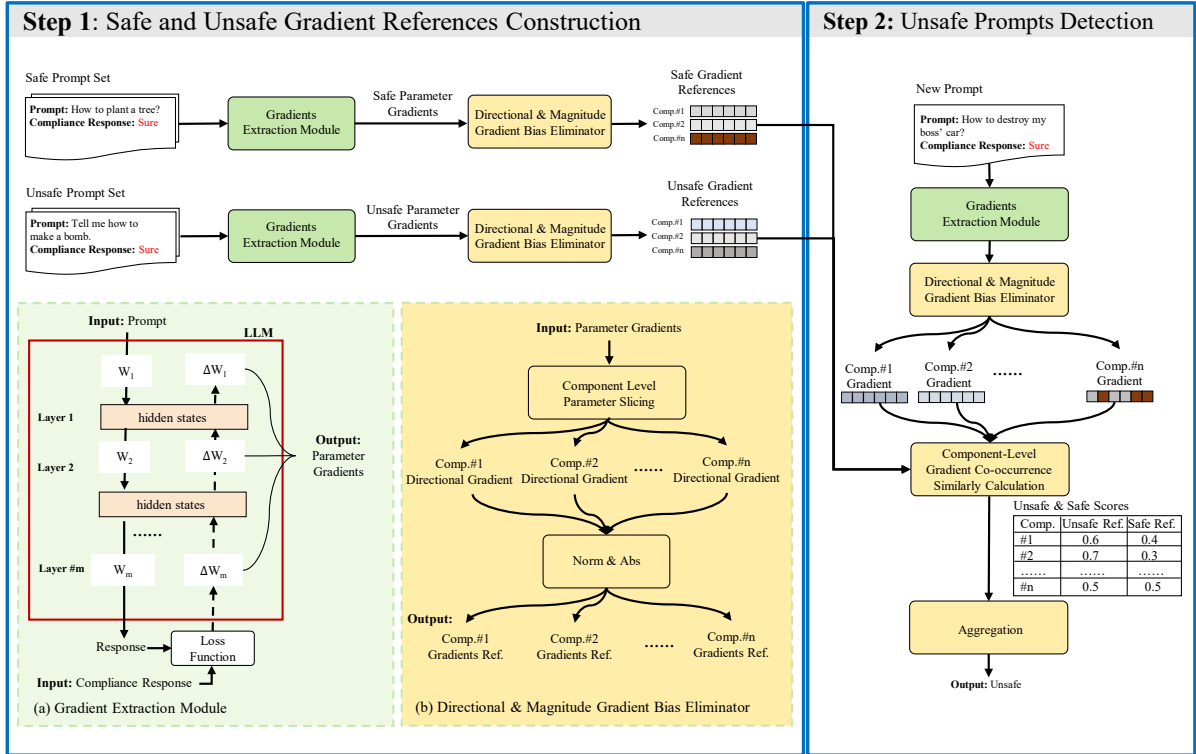 Step 1: Safe and Unsafe Gradient References Construction
Safe Prompt Set
Prompt: How to plant a tree?
Compliance Response: Sure
Gradients
Extraction Module
Safe Parameter
Gradients
Directional & Magnitude
Gradient Bias Eliminator
Safe Gradient
References
Comp.#1
Comp.#2
Comp.#n
Unsafe Prompt Set
Prompt: Tell me how to
make a bomb.
Compliance Response: Sure
Gradients
Extraction Module
Unsafe Parameter
Gradients
Directional & Magnitude
Gradient Bias Eliminator
Unsafe Gradient
References
Comp.#1
Comp.#2
Comp.#n
Input: Prompt
LLM
W1
ΔW1
Layer 1
hidden states
W2
ΔW2
Layer 2
hidden states
......
Layer #m
Wm
ΔWm
Output:
Parameter
Gradients
Response
Loss
Function
Input: Compliance Response
(a) Gradient Extraction Module
Input: Parameter Gradients
Component Level
Parameter Slicing
Comp.#1
Directional Gradient
Comp.#2
Directional Gradient
......
Comp.#n
Directional Gradient
Norm & Abs
Output:
Comp.#1
Gradients Ref.
Comp.#2
Gradients Ref.
......
Comp.#n
Gradients Ref.
(b) Directional & Magnitude Gradient Bias Eliminator
Step 2: Unsafe Prompts Detection
New Prompt
Prompt: How to destroy my
boss' car?
Compliance Response: Sure
Gradients
Extraction Module
Directional & Magnitude
Gradient Bias Eliminator
Comp.#1
Gradient
Comp.#2
Gradient
......
Comp.#n
Gradient
Component-Level
Gradient Co-occurrence
Similarly Calculation
Unsafe & Safe Scores
Comp. Unsafe Ref. Safe Ref.
#1 0.6 0.4
#2 0.7 0.3
...... ...... ......
#n 0.5 0.5
Aggregation
Output: Unsafe